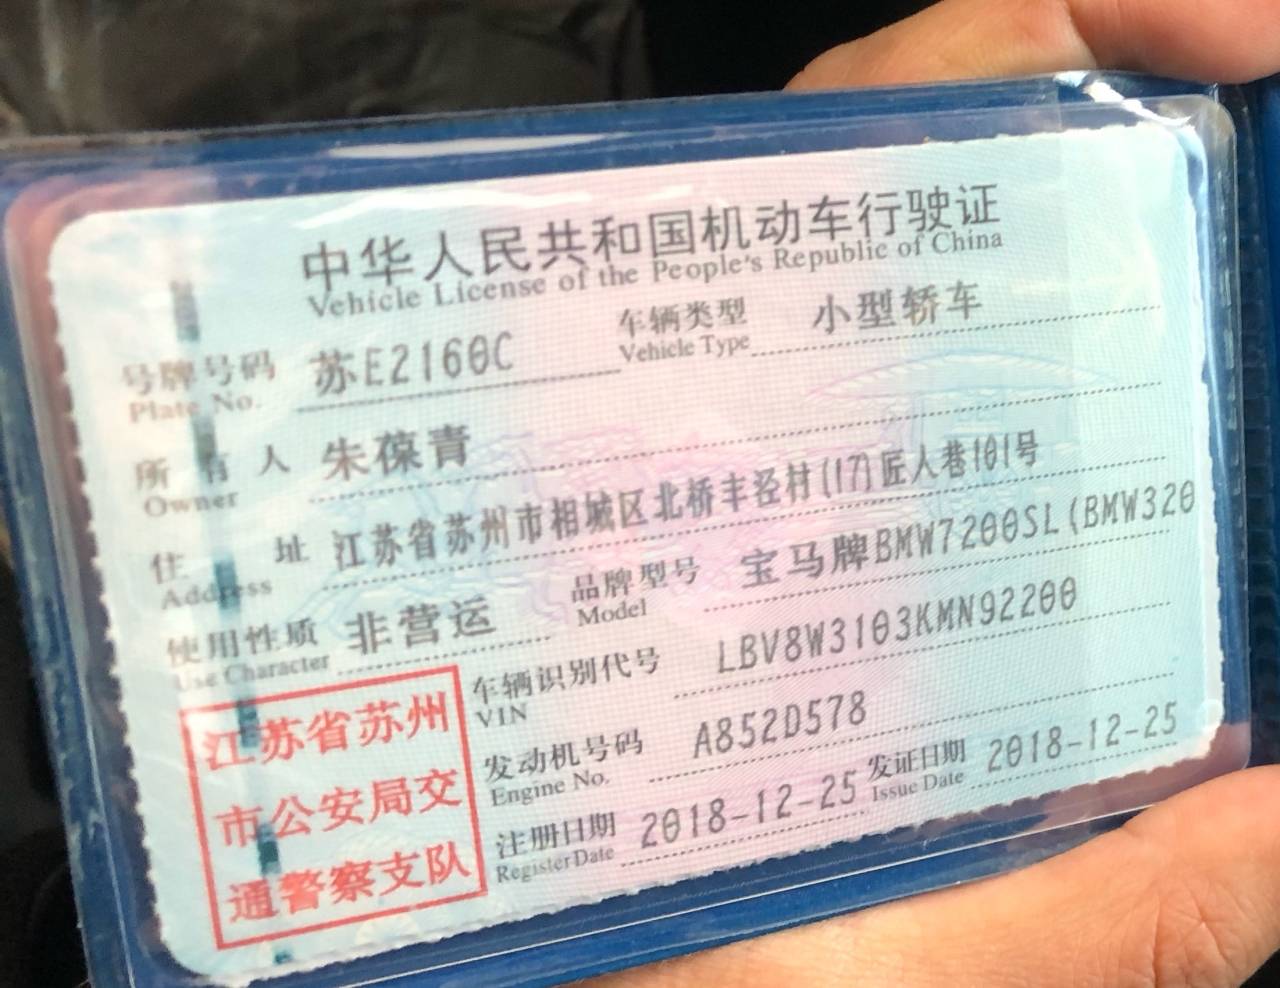 中华人民共和国机动车行驶证
Vehicle License of the People's Republic of China
号牌号码 苏E2160C 车辆类型 小型轿车
Plate No. Vehicle Type
所有人 朱葆青
Owner
住址 江苏省苏州市相城区北桥丰泾村(17)匠人巷101号
Address
使用性质 非营运 品牌型号 宝马牌BMW7200SL(BMW320
Use Character Model
车辆识别代号 LBV8W3103KMN92200
VIN
发动机号码 A852D578
Engine No.
注册日期 2018-12-25 发证日期 2018-12-25
Register Date Issue Date
江苏省苏州
市公安局交
通警察支队